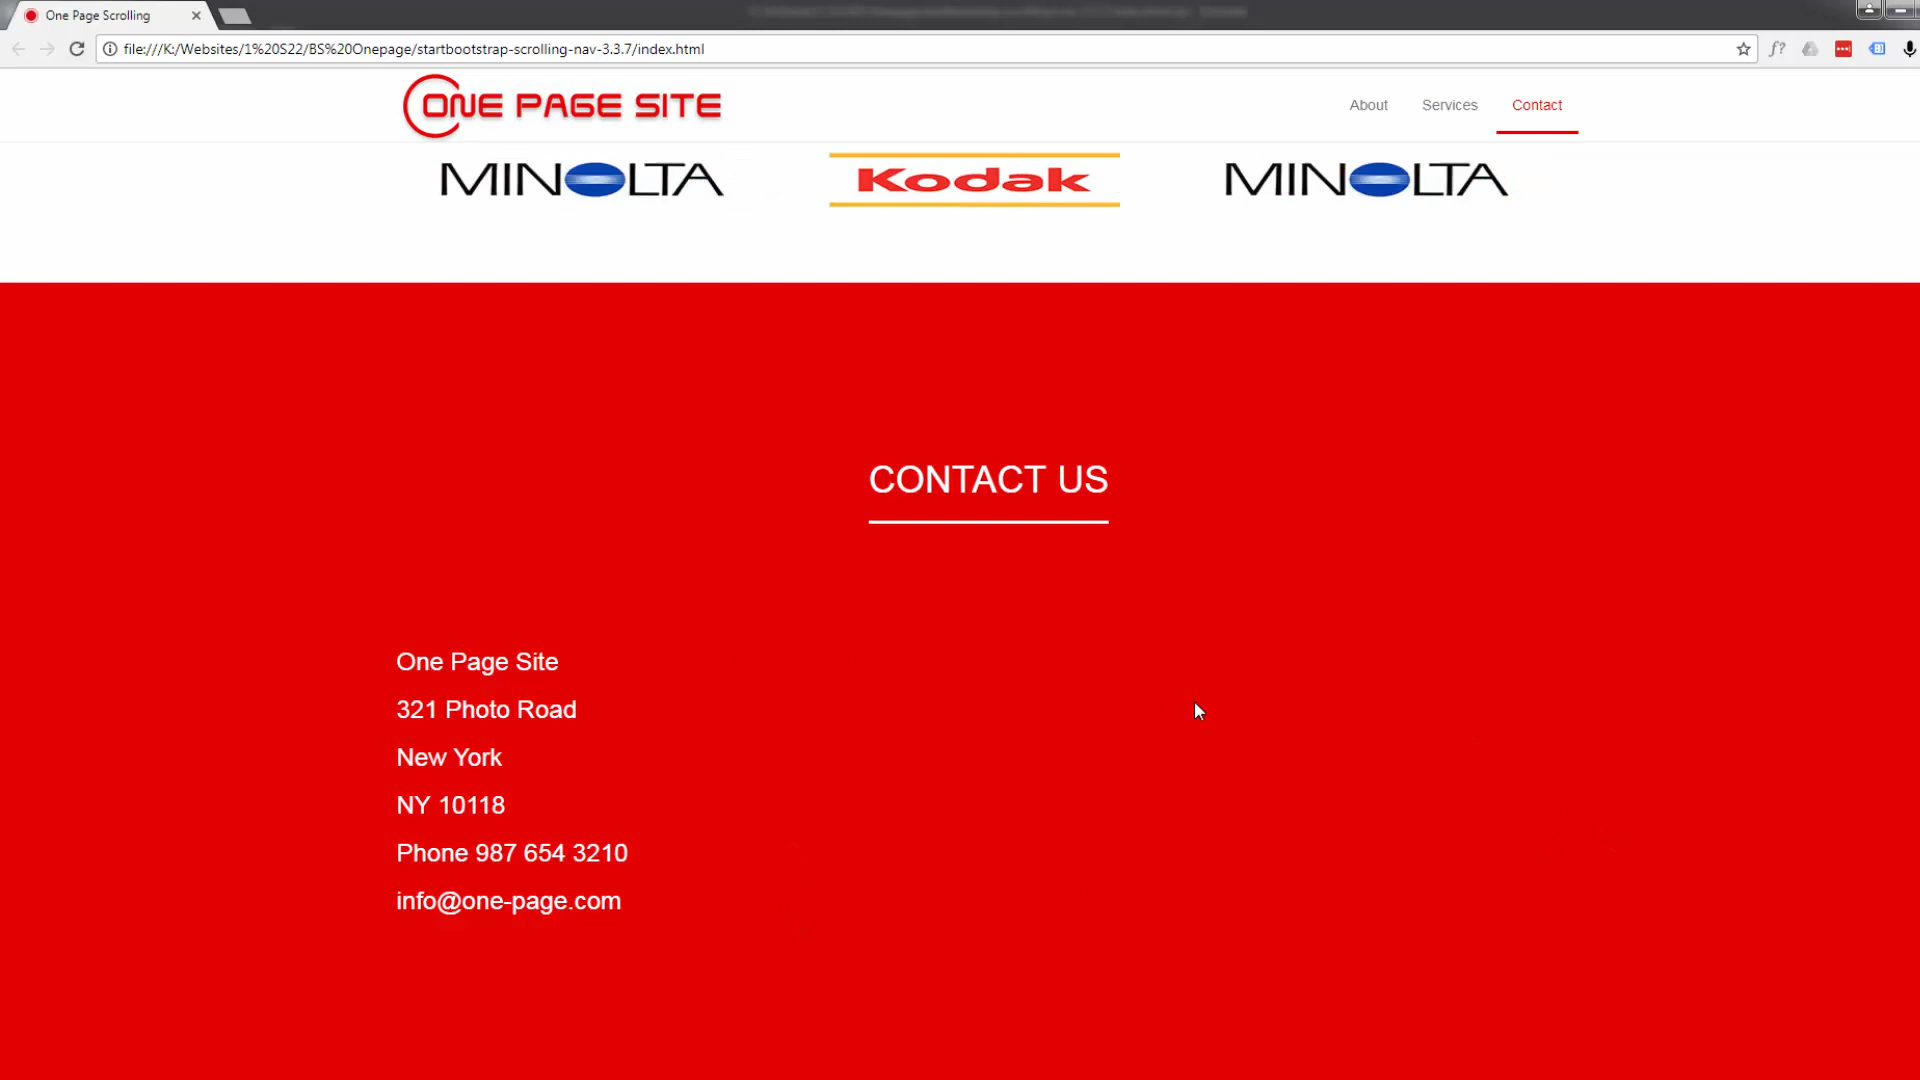 One Page Scrolling
file:///K:/Websites/1%20S22/BS%20Onepage/startbootstrap-scrolling-nav-3.3.7/index.html
ONE PAGE SITE
About Services Contact
MINOLTA Kodak MINOLTA
CONTACT US
One Page Site
321 Photo Road
New York
NY 10118
Phone 987 654 3210
info@one-page.com